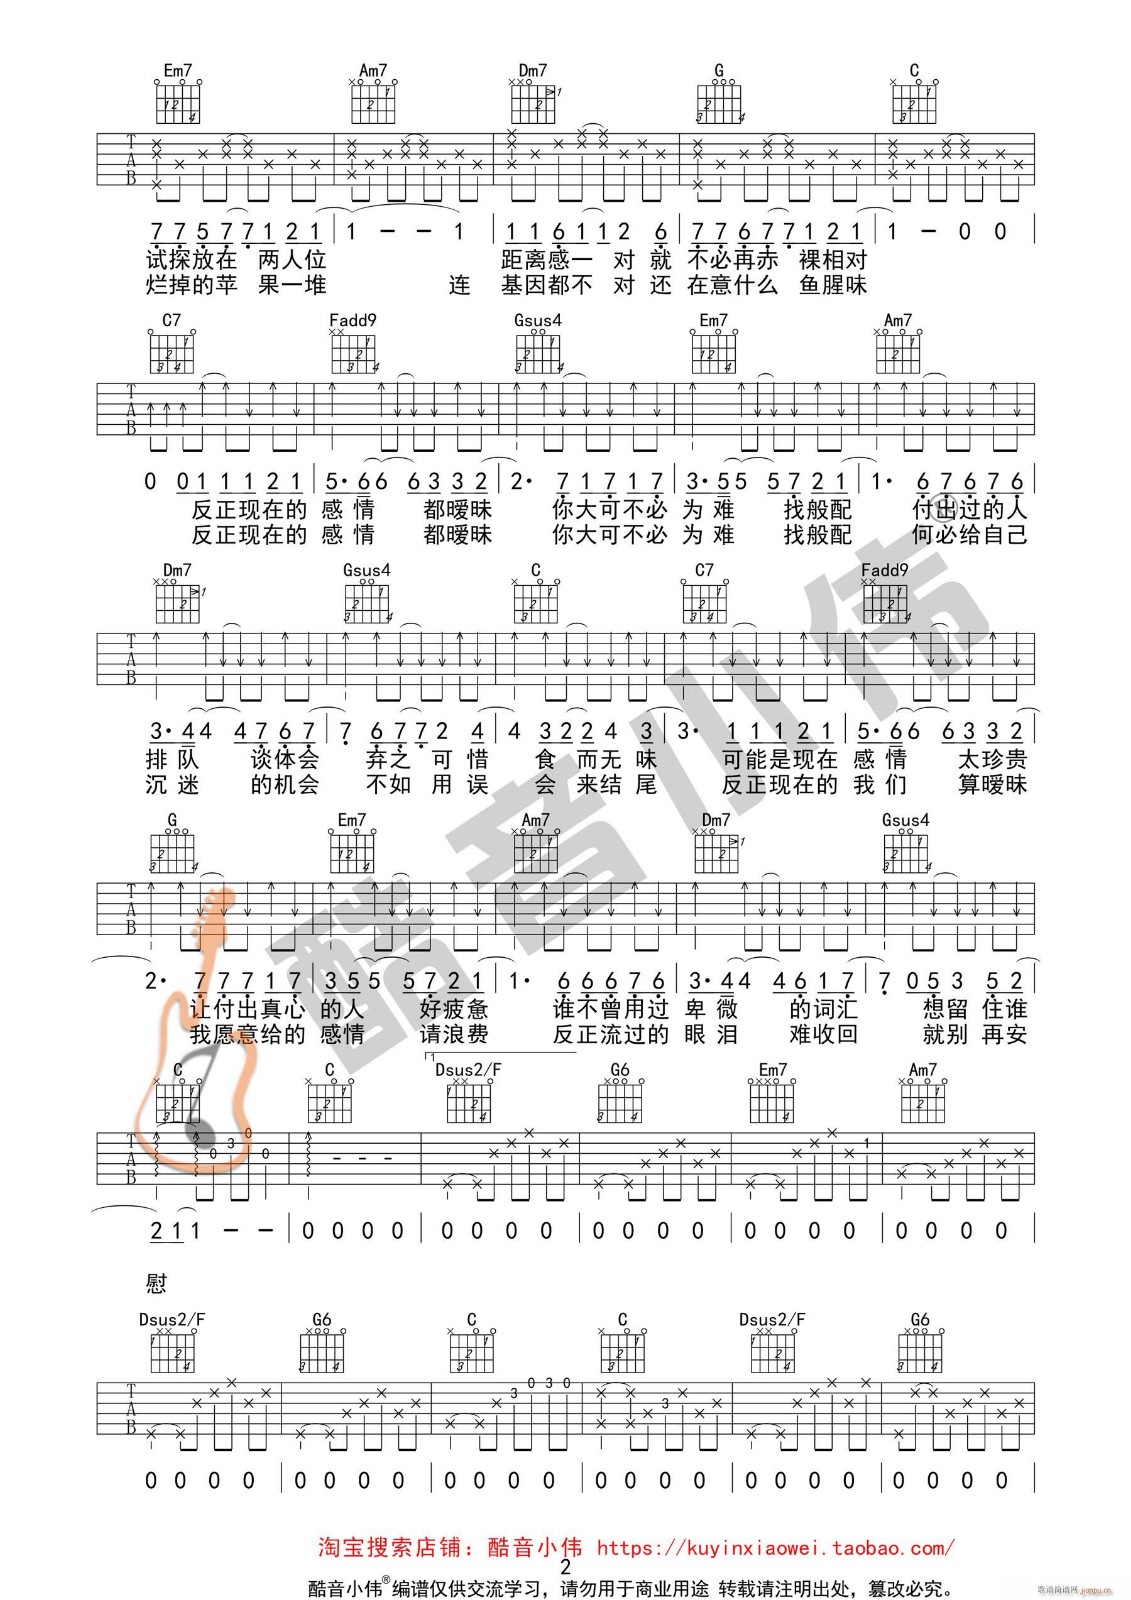 Em7 Am7 Dm7 G C
7 7 5 7 7 1 2 1 | 1 - - 1 | 1 1 6 1 1 2 6 | 7 7 6 7 7 1 2 1 | 1 - 0 0
试探放在 两人位 距离感一 对就 不必再赤 裸相对
烂掉的苹 果一堆 连 基因都不 对还 在意什么 鱼腥味
C7 Fadd9 Gsus4 Em7 Am7
0 0 1 1 1 2 1 | 5· 6 6 6 3 3 2 | 2· 7 1 7 1 7 | 3· 5 5 5 7 2 1 | 1· 6 7 6 7 6
反正现在的 感情 都暧昧 你大可不必 为难 找般配 付出过的人
反正现在的 感情 都暧昧 你大可不必 为难 找般配 何必给自己
Dm7 Gsus4 C C7 Fadd9
3· 4 4 4 7 6 7 | 7 6 7 7 2 4 | 4 3 2 2 4 3 | 3· 1 1 1 2 1 | 5· 6 6 6 3 3 2
排队 谈体会 弃之 可惜 食 而无味 可能是现在 感情 太珍贵
沉迷 的机会 不如 用误 会 来结尾 反正现在的 我们 算暧昧
G Em7 Am7 Dm7 Gsus4
2· 7 7 7 1 7 | 3 5 5 5 7 2 1 | 1· 6 6 6 7 6 | 3· 4 4 4 6 1 7 | 7 0 5 3 5 2
让付出真心 的人 好疲惫 谁不曾用过 卑微 的词汇 想留 住谁
我愿意给的 感情 请浪费 反正流过的 眼泪 难收回 就别 再安
1
C C Dsus2/F G6 Em7 Am7
2 1 1 - - | 0 0 0 0 | 0 0 0 0 | 0 0 0 0 | 0 0 0 0 | 0 0 0 0
慰
Dsus2/F G6 C C Dsus2/F G6
0 0 0 0 | 0 0 0 0 | 0 0 0 0 | 0 0 0 0 | 0 0 0 0 | 0 0 0 0
酷音小伟®
淘宝搜索店铺：酷音小伟 https://kuyinxiaowei.taobao.com/
2
酷音小伟®编谱仅供交流学习，请勿用于商业用途 转载请注明出处，篡改必究。
歌谱简谱网 jianpu.cn